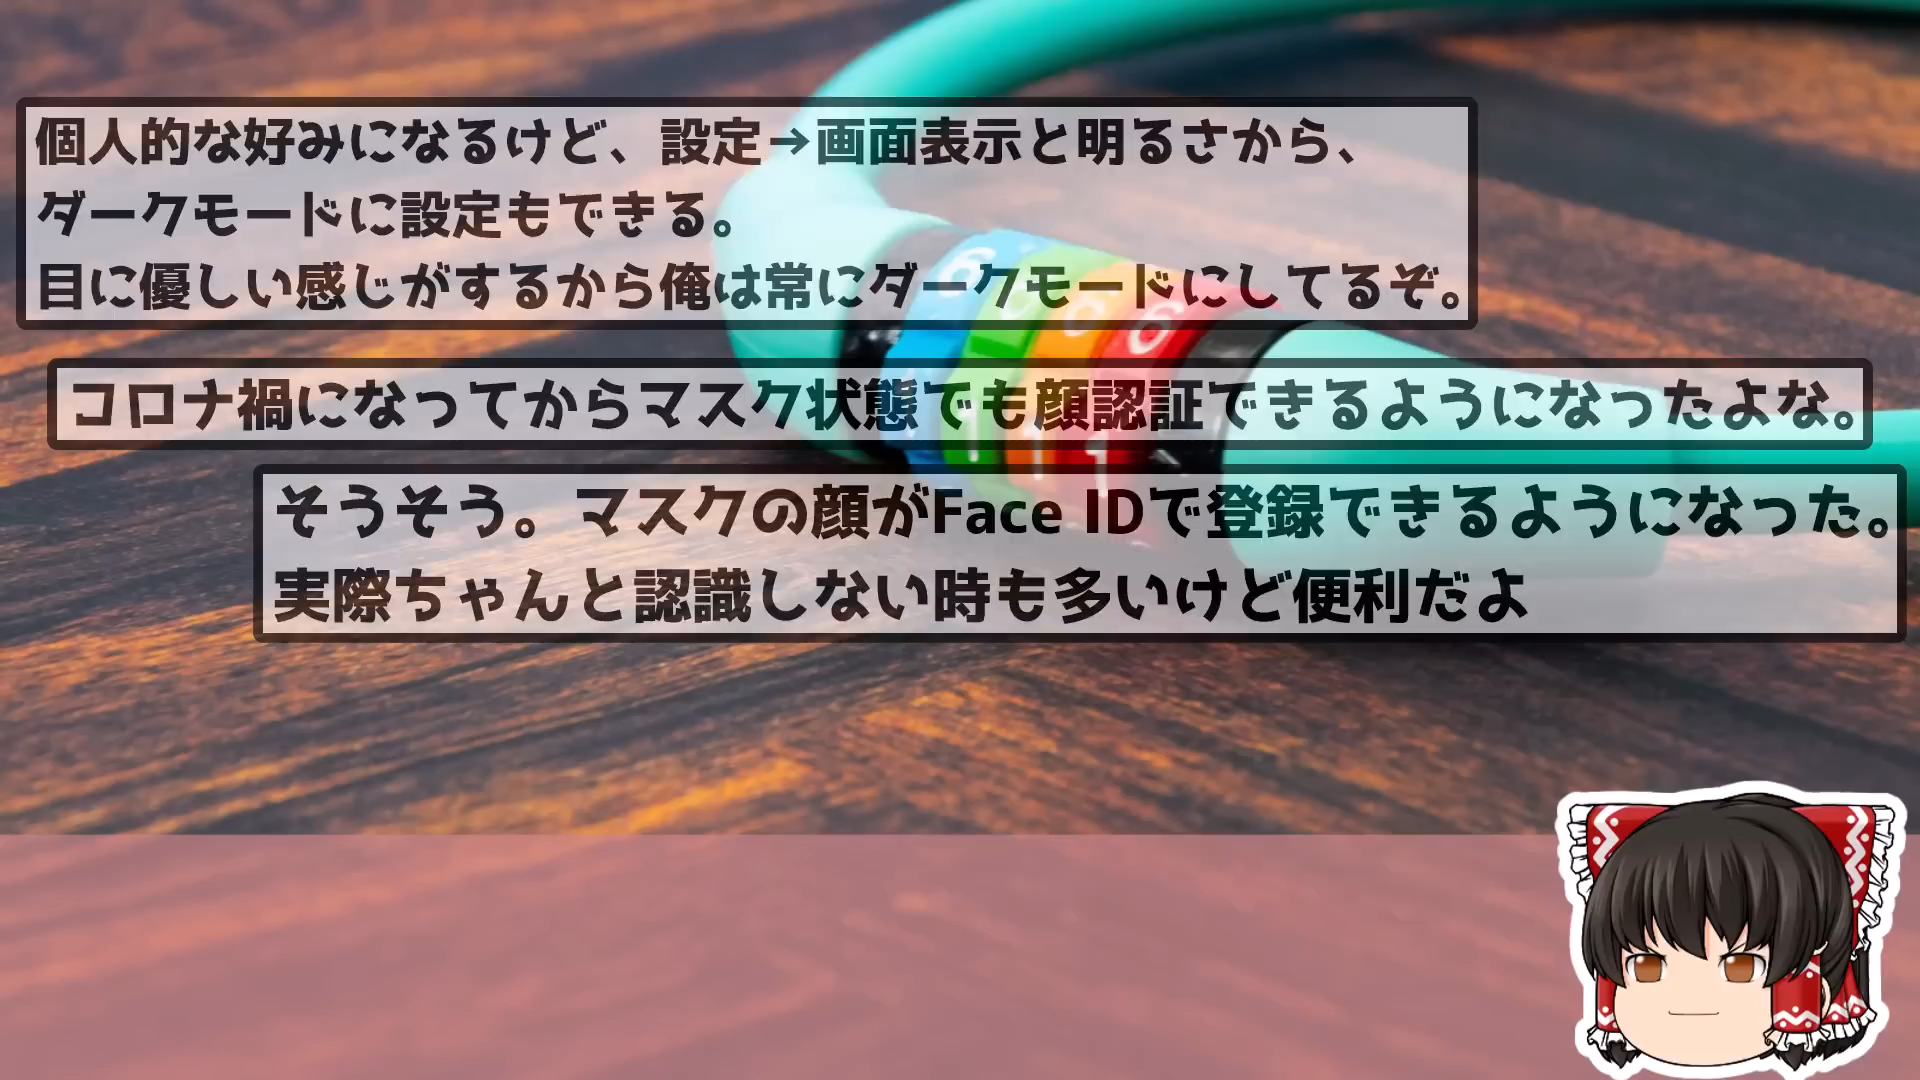 個人的な好みになるけど、設定→画面表示と明るさから、
ダークモードに設定もできる。
目に優しい感じがするから俺は常にダークモードにしてるぞ。
コロナ禍になってからマスク状態でも顔認証できるようになったよな。
そうそう。マスクの顔がFace IDで登録できるようになった。
実際ちゃんと認識しない時も多いけど便利だよ
6 6 6 6
1 1 1